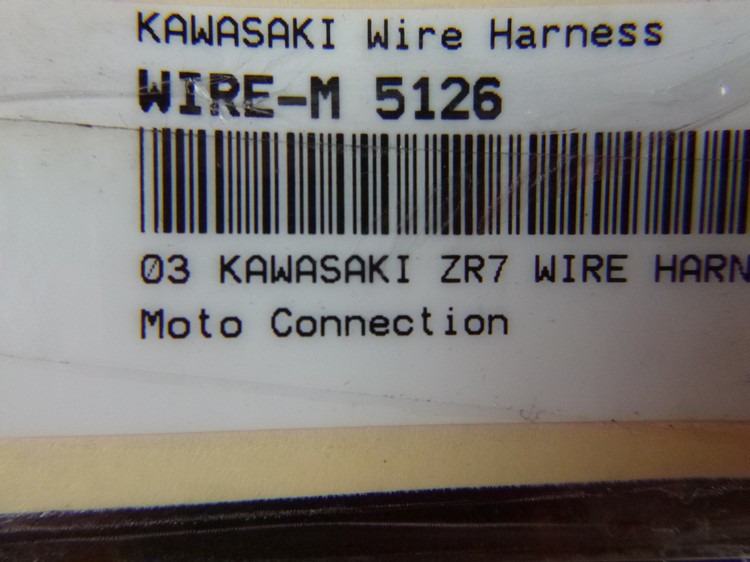 KAWASAKI Wire Harness
WIRE-M 5126
03 KAWASAKI ZR7 WIRE HARN
Moto Connection